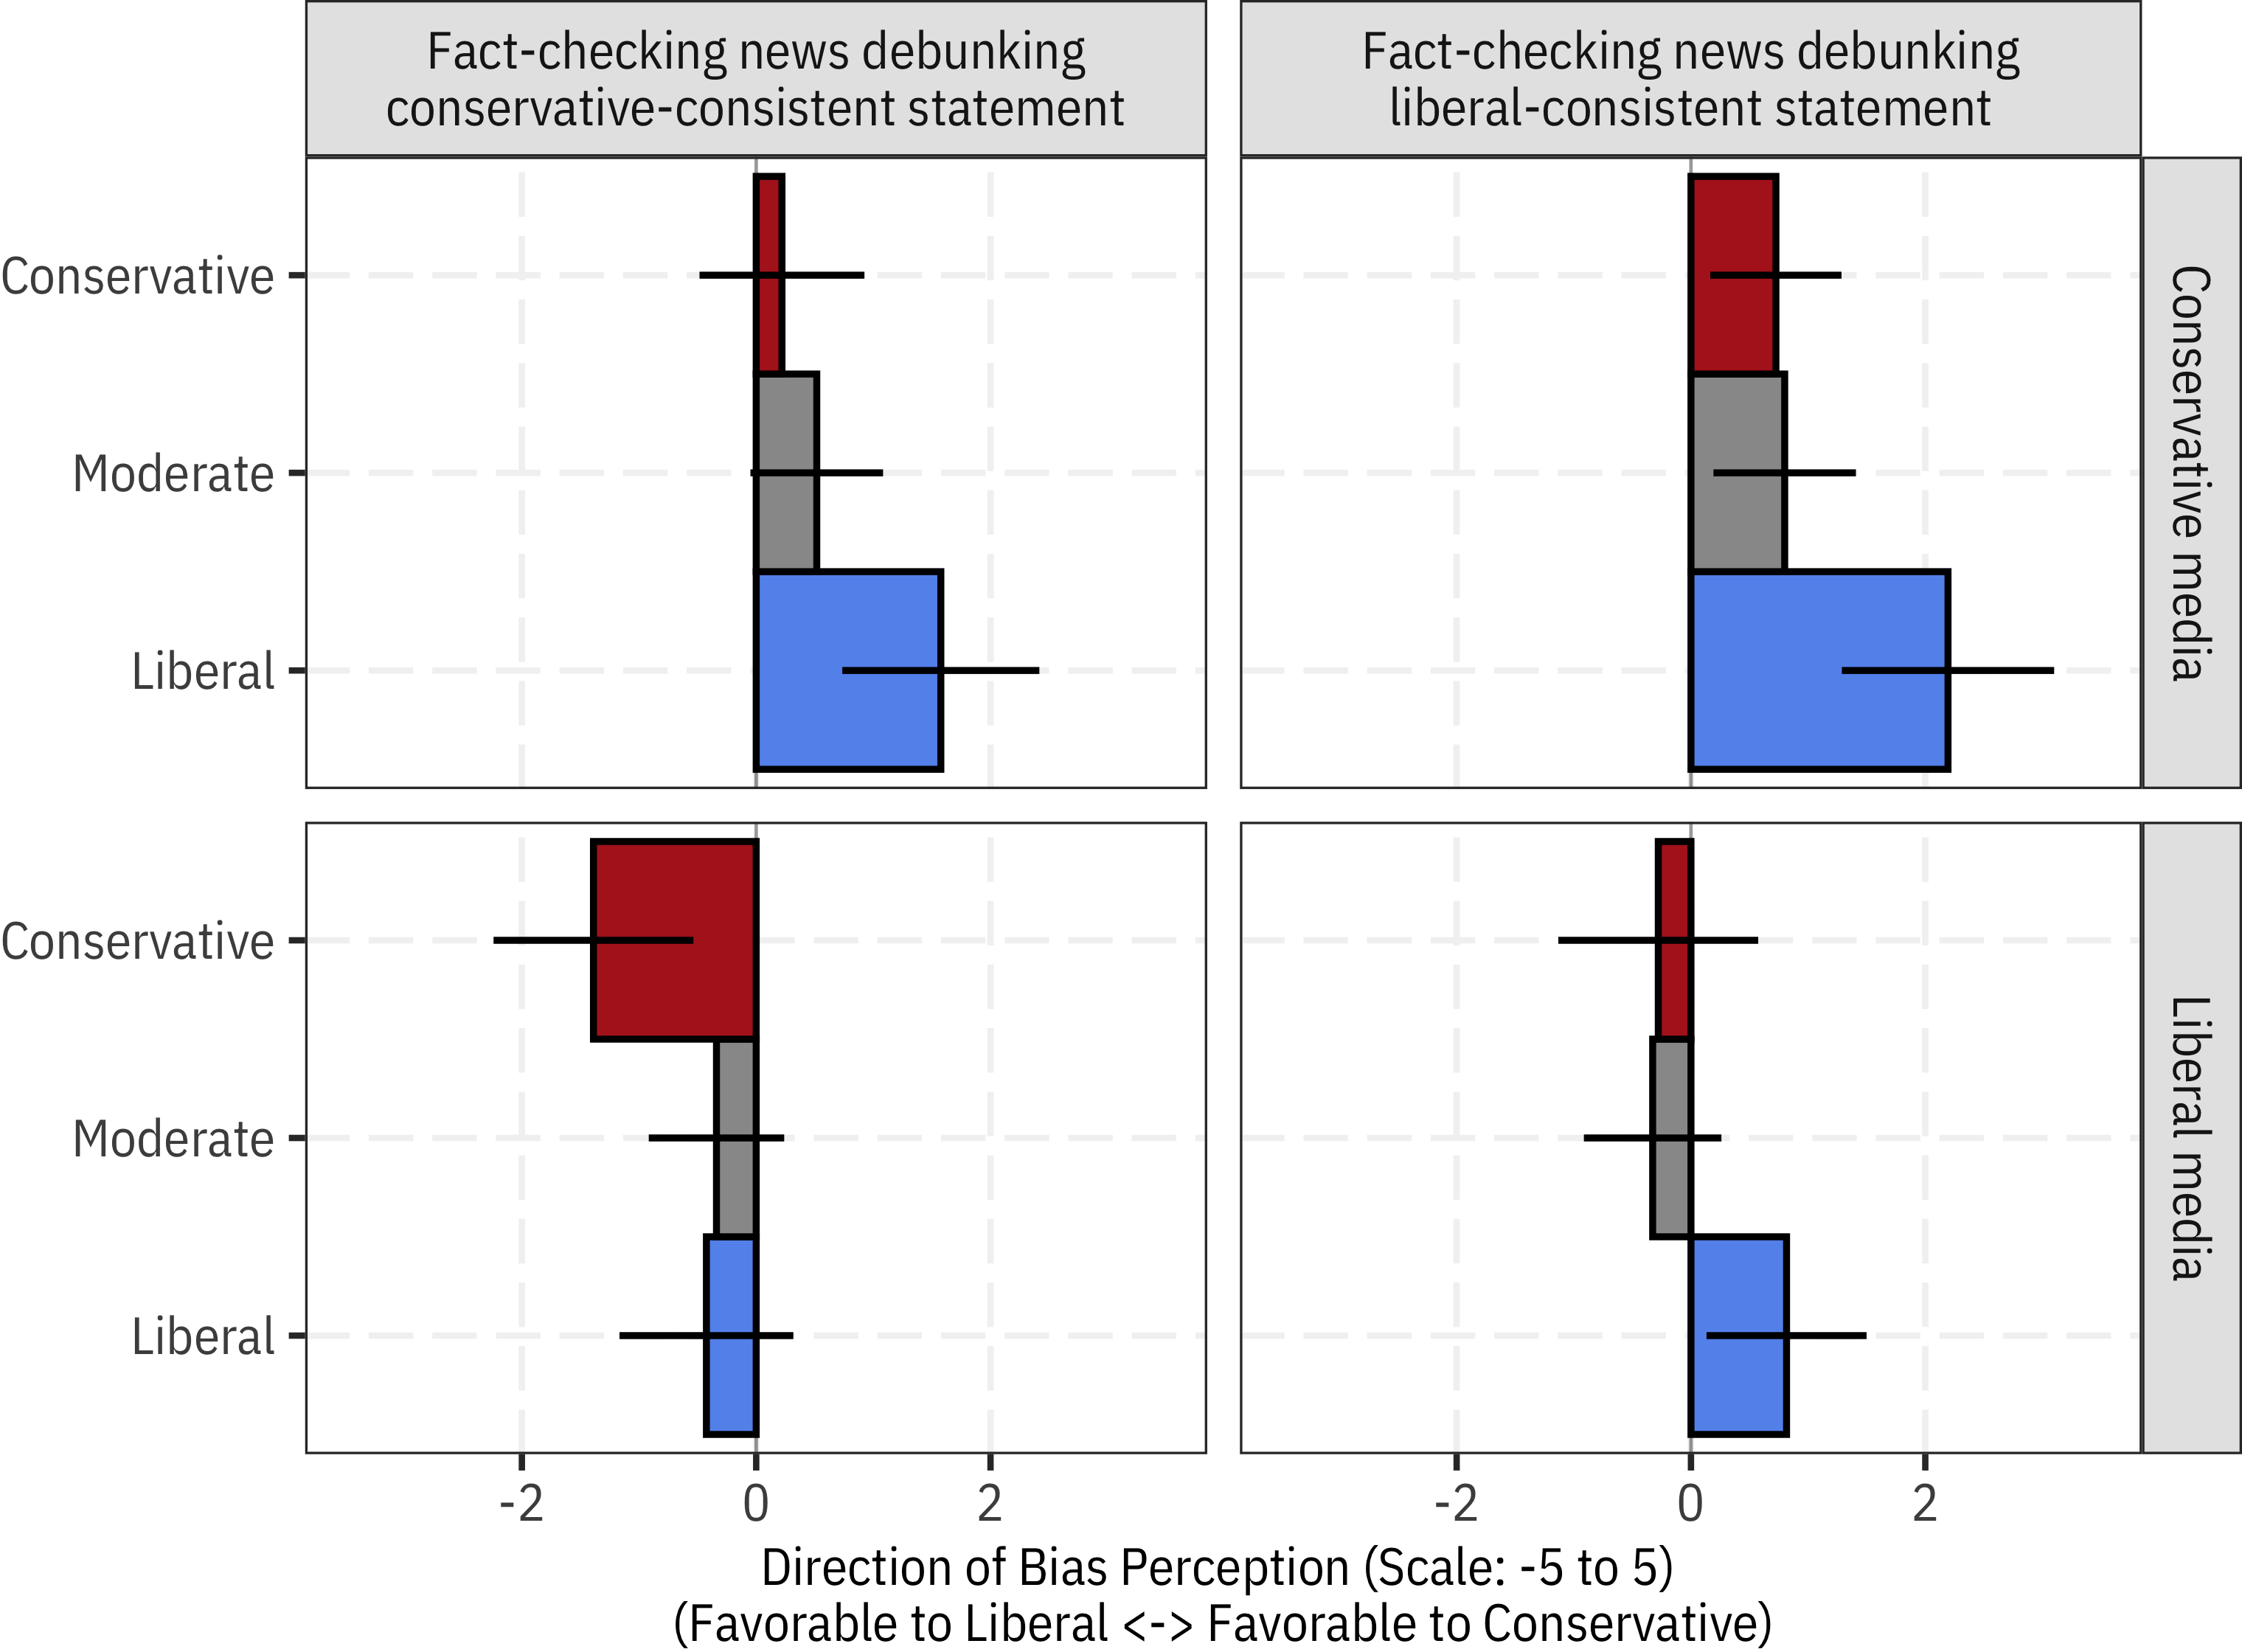 Fact-checking news debunking
conservative-consistent statement
Fact-checking news debunking
liberal-consistent statement
Conservative
Moderate
Liberal
Conservative media
Conservative
Moderate
Liberal
Liberal media
-2
0
2
-2
0
2
Direction of Bias Perception (Scale: -5 to 5)
(Favorable to Liberal <-> Favorable to Conservative)